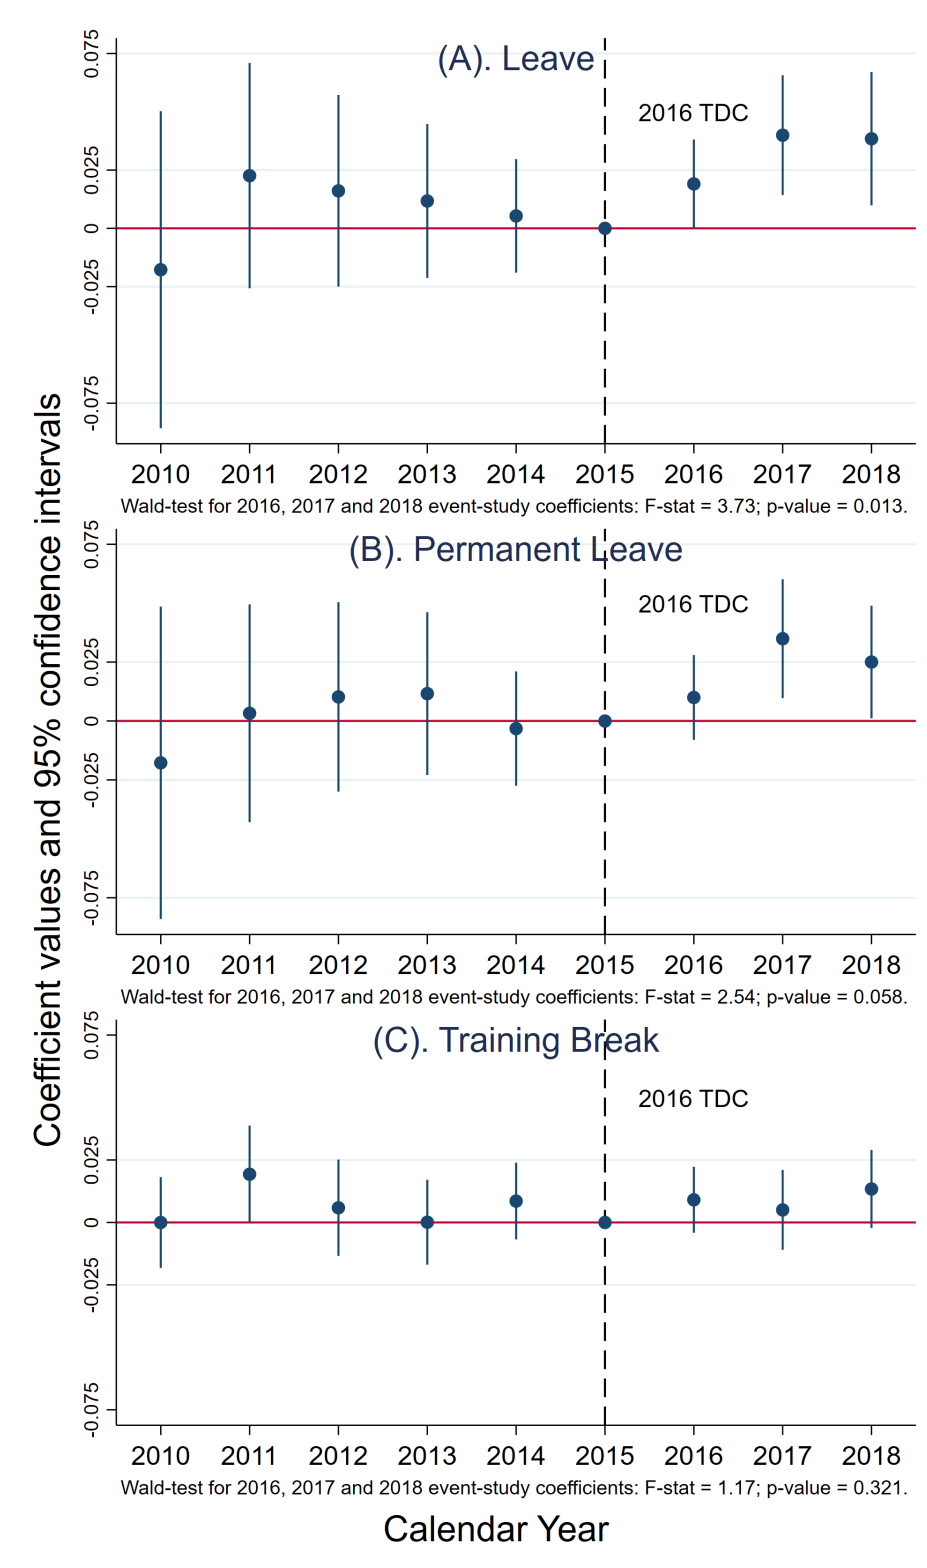 Coefficient values and 95% confidence intervals
(A). Leave
2016 TDC
0.075
0.025
0
-0.025
-0.075
2010 2011 2012 2013 2014 2015 2016 2017 2018
Wald-test for 2016, 2017 and 2018 event-study coefficients: F-stat = 3.73; p-value = 0.013.
(B). Permanent Leave
2016 TDC
0.075
0.025
0
-0.025
-0.075
2010 2011 2012 2013 2014 2015 2016 2017 2018
Wald-test for 2016, 2017 and 2018 event-study coefficients: F-stat = 2.54; p-value = 0.058.
(C). Training Break
2016 TDC
0.075
0.025
0
-0.025
-0.075
2010 2011 2012 2013 2014 2015 2016 2017 2018
Wald-test for 2016, 2017 and 2018 event-study coefficients: F-stat = 1.17; p-value = 0.321.
Calendar Year